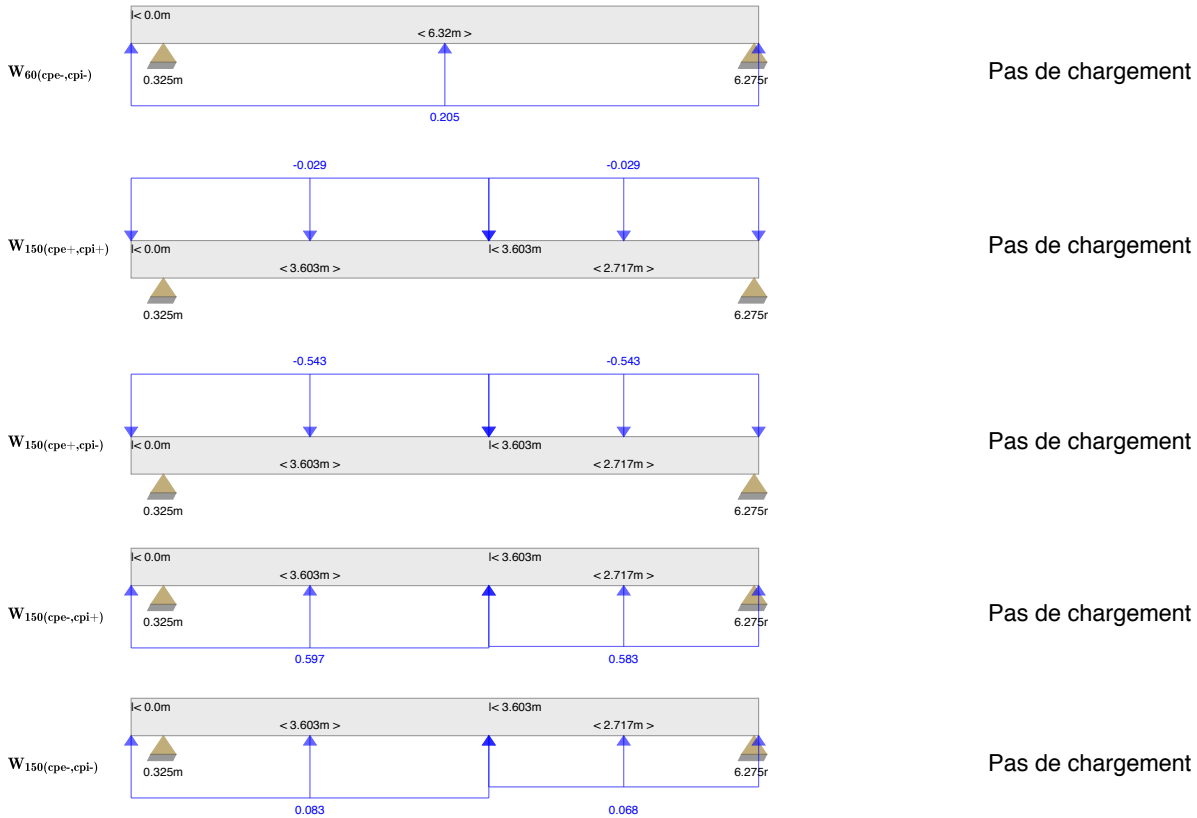 l< 0.0m
< 6.32m >
W60(cpe-,cpi-)
0.325m
6.275r
Pas de chargement
0.205
-0.029
-0.029
W150(cpe+,cpi+)
l< 0.0m
l< 3.603m
Pas de chargement
< 3.603m >
< 2.717m >
0.325m
6.275r
-0.543
-0.543
W150(cpe+,cpi-)
l< 0.0m
l< 3.603m
Pas de chargement
< 3.603m >
< 2.717m >
0.325m
6.275r
l< 0.0m
l< 3.603m
< 3.603m >
< 2.717m >
W150(cpe-,cpi+)
0.325m
6.275r
Pas de chargement
0.597
0.583
l< 0.0m
l< 3.603m
< 3.603m >
< 2.717m >
W150(cpe-,cpi-)
0.325m
6.275r
Pas de chargement
0.083
0.068